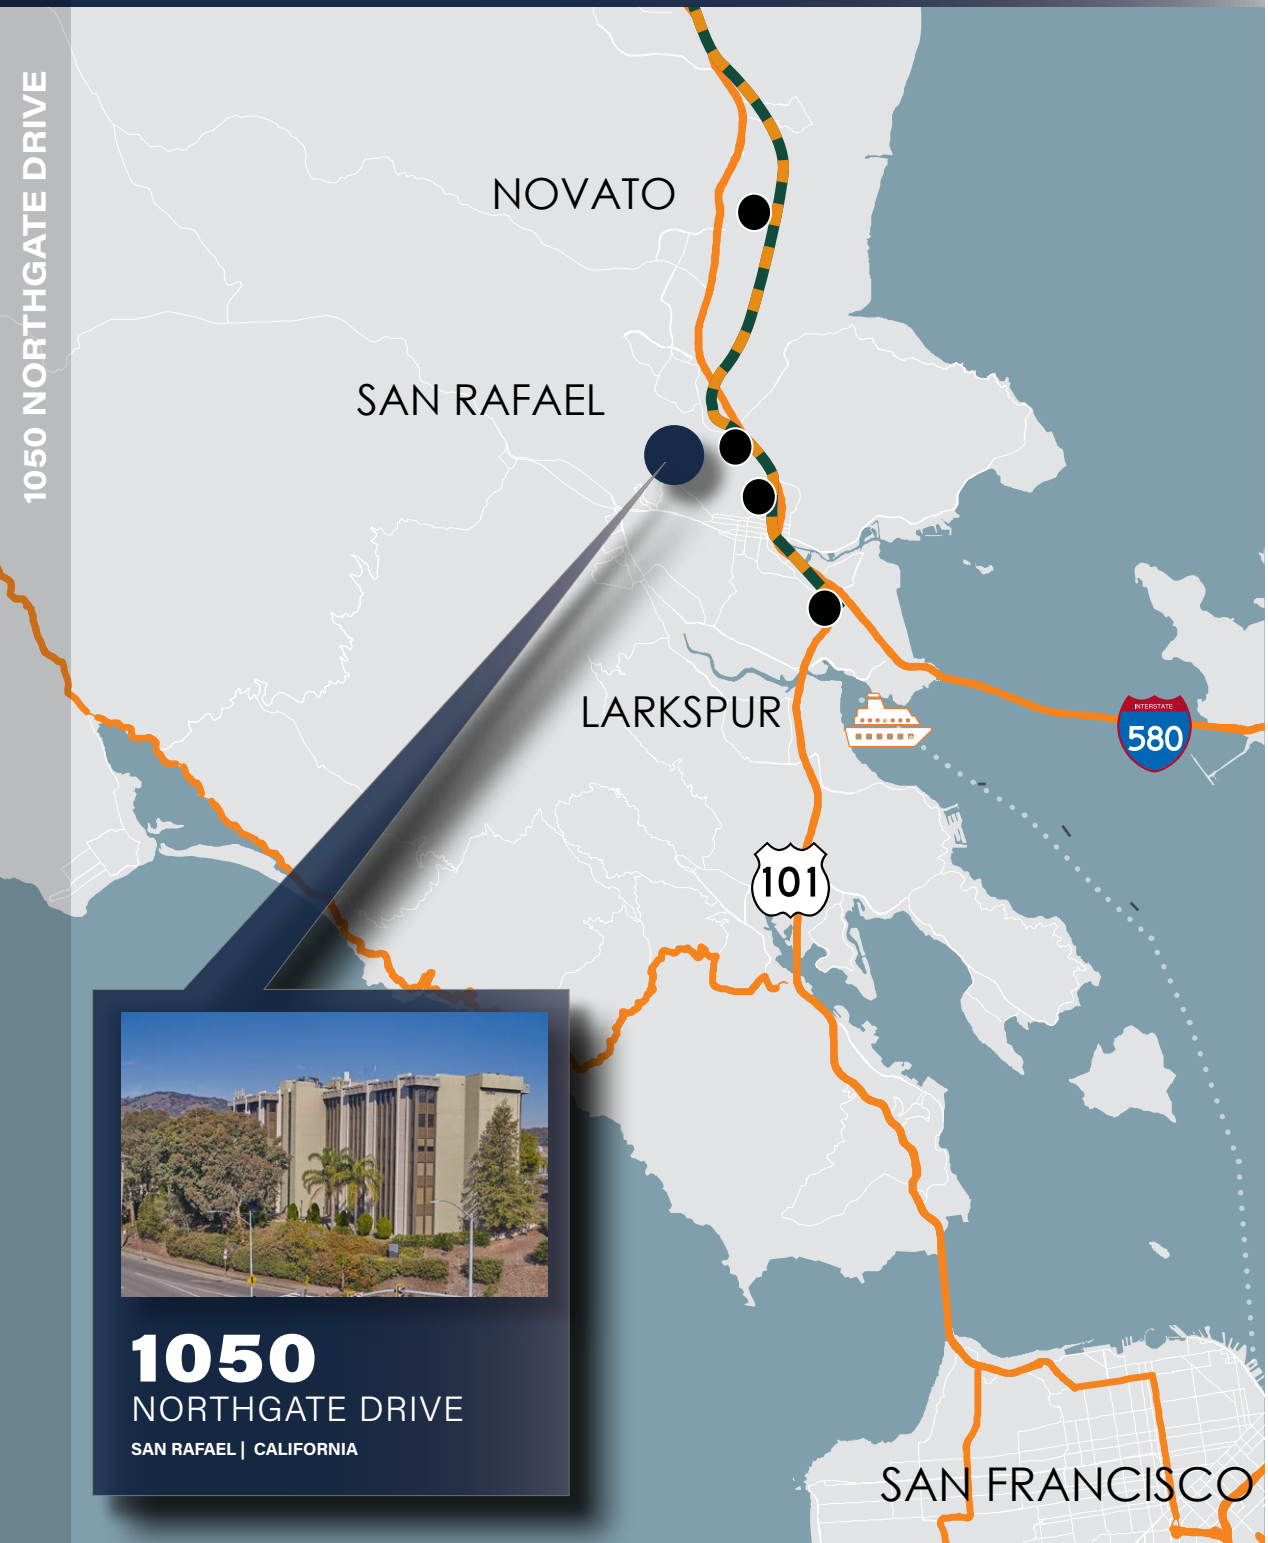 1050 NORTHGATE DRIVE
NOVATO
SAN RAFAEL
LARKSPUR
INTERSTATE
580
101
1050
NORTHGATE DRIVE
SAN RAFAEL | CALIFORNIA
SAN FRANCISCO